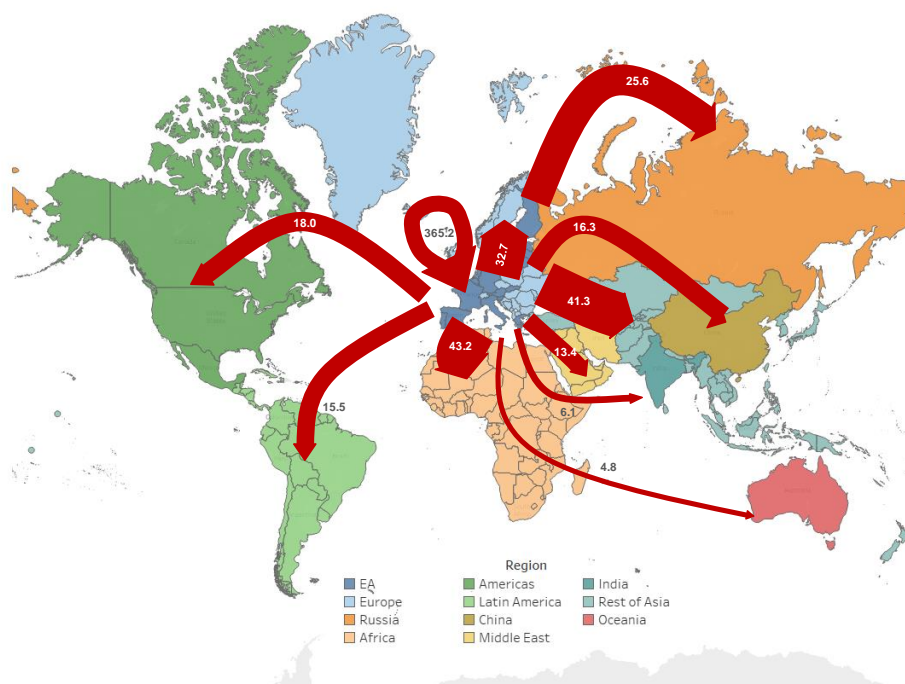 25.6
18.0
365.2
32.7
16.3
41.3
43.2
13.4
15.5
6.1
4.8
Region
EA
Europe
Russia
Africa
Americas
Latin America
China
Middle East
India
Rest of Asia
Oceania